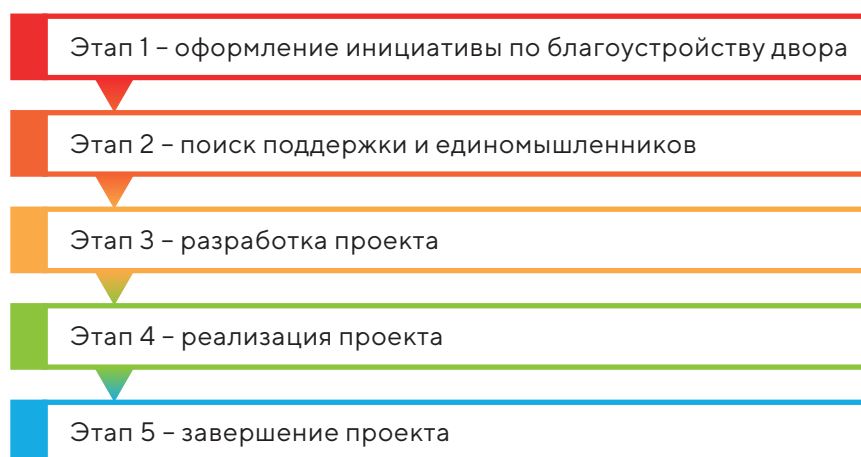 Этап 1 – оформление инициативы по благоустройству двора
Этап 2 – поиск поддержки и единомышленников
Этап 3 – разработка проекта
Этап 4 – реализация проекта
Этап 5 – завершение проекта